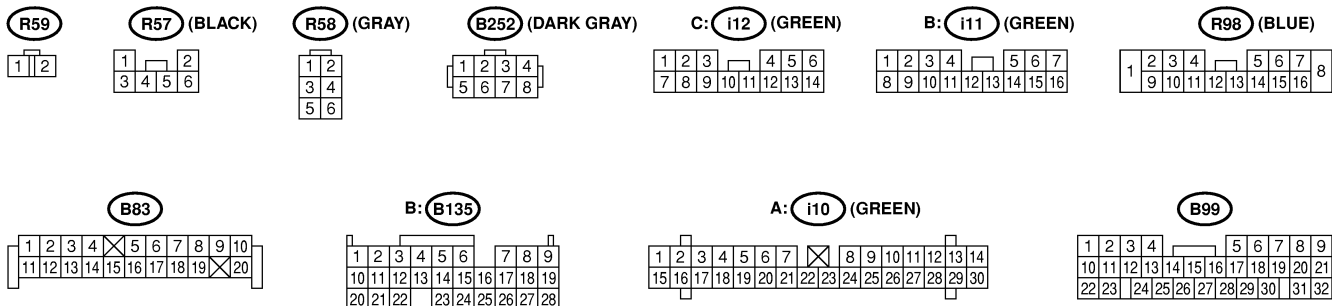 R59 R57 (BLACK) R58 (GRAY) B252 (DARK GRAY) C: i12 (GREEN) B: i11 (GREEN) R98 (BLUE)
1 2
1 2
3 4 5 6
1 2
3 4
5 6
1 2 3 4
5 6 7 8
1 2 3 4 5 6
7 8 9 10 11 12 13 14
1 2 3 4 5 6 7
8 9 10 11 12 13 14 15 16
1 2 3 4 5 6 7 8
9 10 11 12 13 14 15 16
B83 B: B135 A: i10 (GREEN) B99
1 2 3 4 5 6 7 8 9 10
11 12 13 14 15 16 17 18 19 20
1 2 3 4 5 6 7 8 9
10 11 12 13 14 15 16 17 18 19
20 21 22 23 24 25 26 27 28
1 2 3 4 5 6 7 8 9 10 11 12 13 14
15 16 17 18 19 20 21 22 23 24 25 26 27 28 29 30
1 2 3 4 5 6 7 8 9
10 11 12 13 14 15 16 17 18 19 20 21
22 23 24 25 26 27 28 29 30 31 32